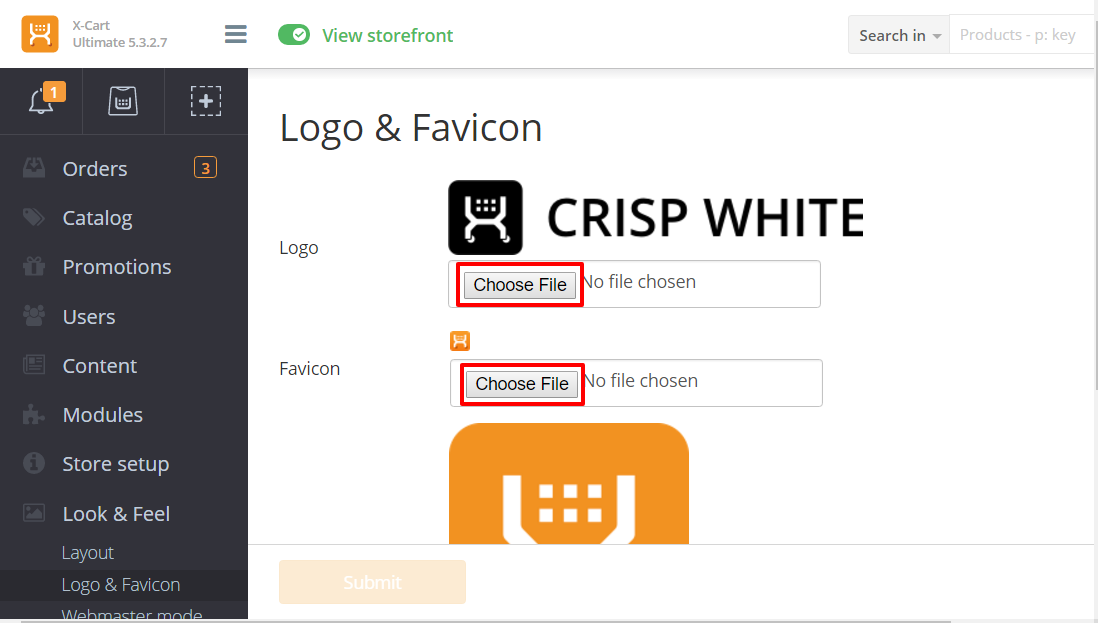 X-Cart
Ultimate 5.3.2.7
View storefront
Search in
Products - p: key
1
Orders
3
Catalog
Promotions
Users
Content
Modules
Store setup
Look & Feel
Layout
Logo & Favicon
Webmaster mode
Logo & Favicon
CRISP WHITE
Logo
Choose File No file chosen
Favicon
Choose File No file chosen
Submit